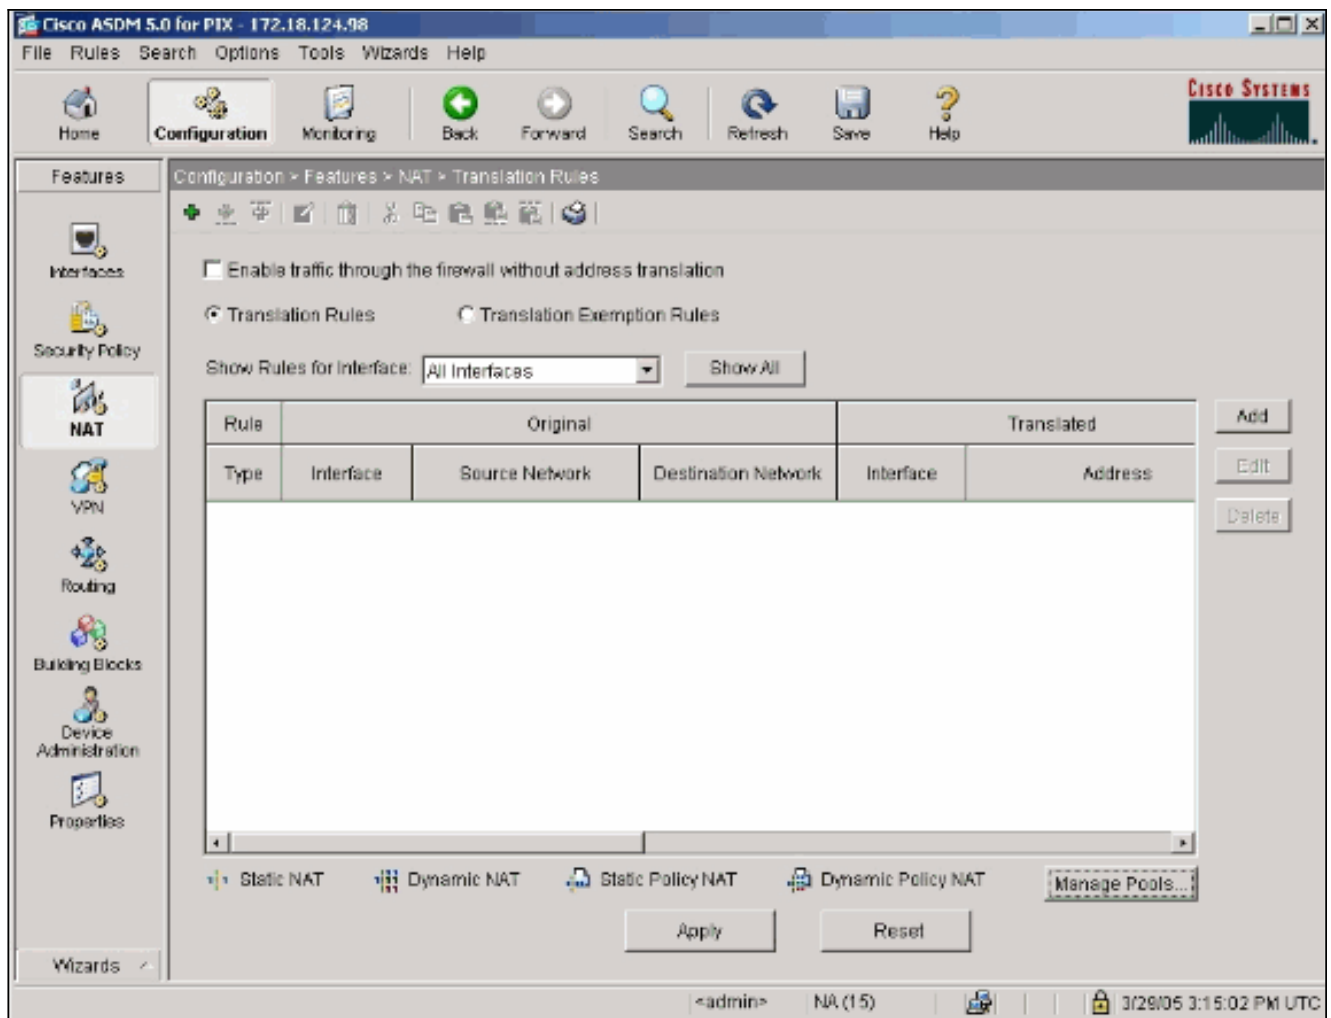 Cisco ASDM 5.0 for PIX - 172.18.124.98
File Rules Search Options Tools Wizards Help
Home Configuration Monitoring Back Forward Search Refresh Save Help
CISCO SYSTEMS
Features
Configuration > Features > NAT > Translation Rules
Interfaces
Security Policy
NAT
VPN
Routing
Building Blocks
Device
Administration
Properties
Wizards
Enable traffic through the firewall without address translation
Translation Rules Translation Exemption Rules
Show Rules for Interface: All Interfaces Show All
Rule Original Translated
Type Interface Source Network Destination Network Interface Address
Add
Edit
Delete
Static NAT Dynamic NAT Static Policy NAT Dynamic Policy NAT Manage Pools...
Apply Reset
<admin> NA (15) 3/29/05 3:15:02 PM UTC